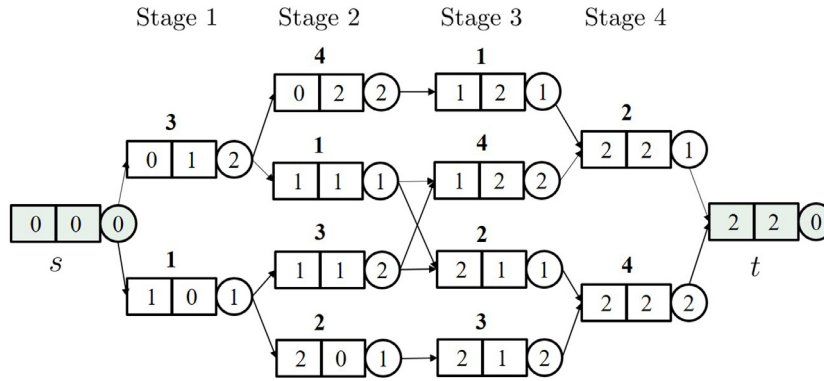 Stage 1 Stage 2 Stage 3 Stage 4
4 1
0 2 2 1 2 1
3 2
0 1 2 2 2 1
1 4
1 1 1 1 2 2
0 0 0 2 2 0
s t
3 2
1 1 2 2 1 1
1 4
1 0 1 2 2 2
2 3
2 0 1 2 1 2